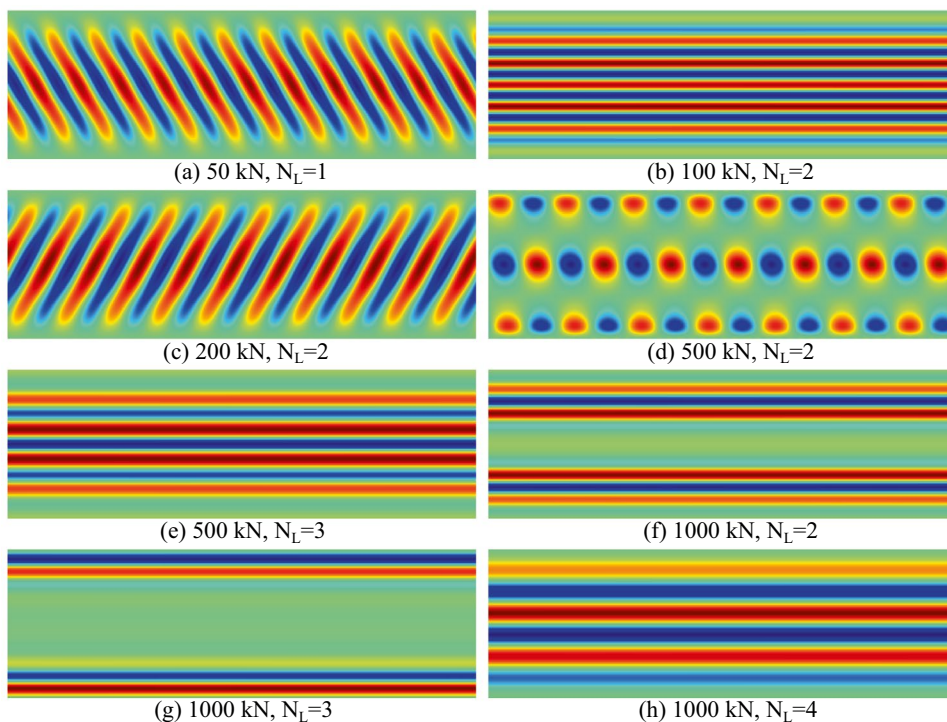 (a) 50 kN, N_L=1
(b) 100 kN, N_L=2
(c) 200 kN, N_L=2
(d) 500 kN, N_L=2
(e) 500 kN, N_L=3
(f) 1000 kN, N_L=2
(g) 1000 kN, N_L=3
(h) 1000 kN, N_L=4